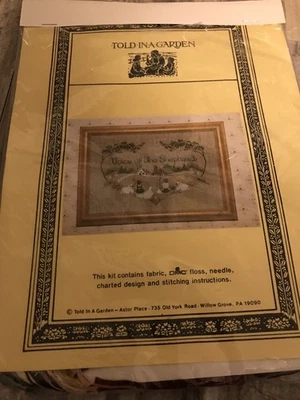 TOLD IN A GARDEN
This kit contains fabric, DMC floss, needle,
charted design and stitching instructions.
© Told In A Garden – Astor Place · 735 Old York Road · Willow Grove, PA 19090